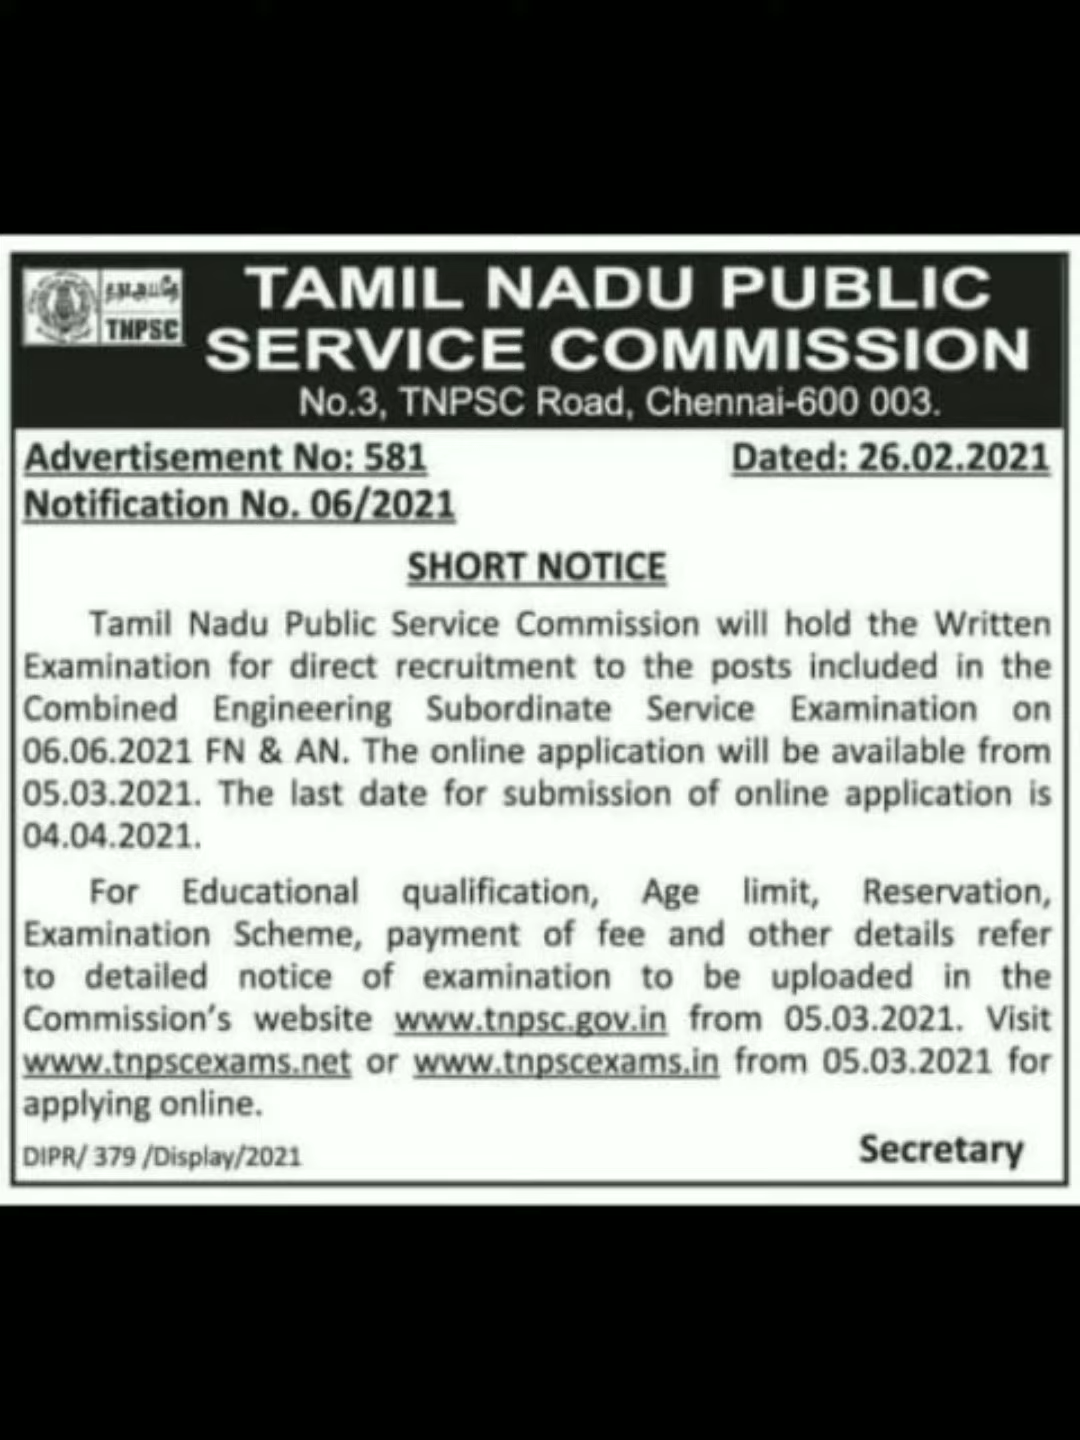 தஅதஅப்தே
TNPSC
TAMIL NADU PUBLIC
SERVICE COMMISSION
No.3, TNPSC Road, Chennai-600 003.
Advertisement No: 581 Dated: 26.02.2021
Notification No. 06/2021
SHORT NOTICE
Tamil Nadu Public Service Commission will hold the Written
Examination for direct recruitment to the posts included in the
Combined Engineering Subordinate Service Examination on
06.06.2021 FN & AN. The online application will be available from
05.03.2021. The last date for submission of online application is
04.04.2021.
For Educational qualification, Age limit, Reservation,
Examination Scheme, payment of fee and other details refer
to detailed notice of examination to be uploaded in the
Commission's website www.tnpsc.gov.in from 05.03.2021. Visit
www.tnpscexams.net or www.tnpscexams.in from 05.03.2021 for
applying online.
DIPR/ 379 /Display/2021 Secretary